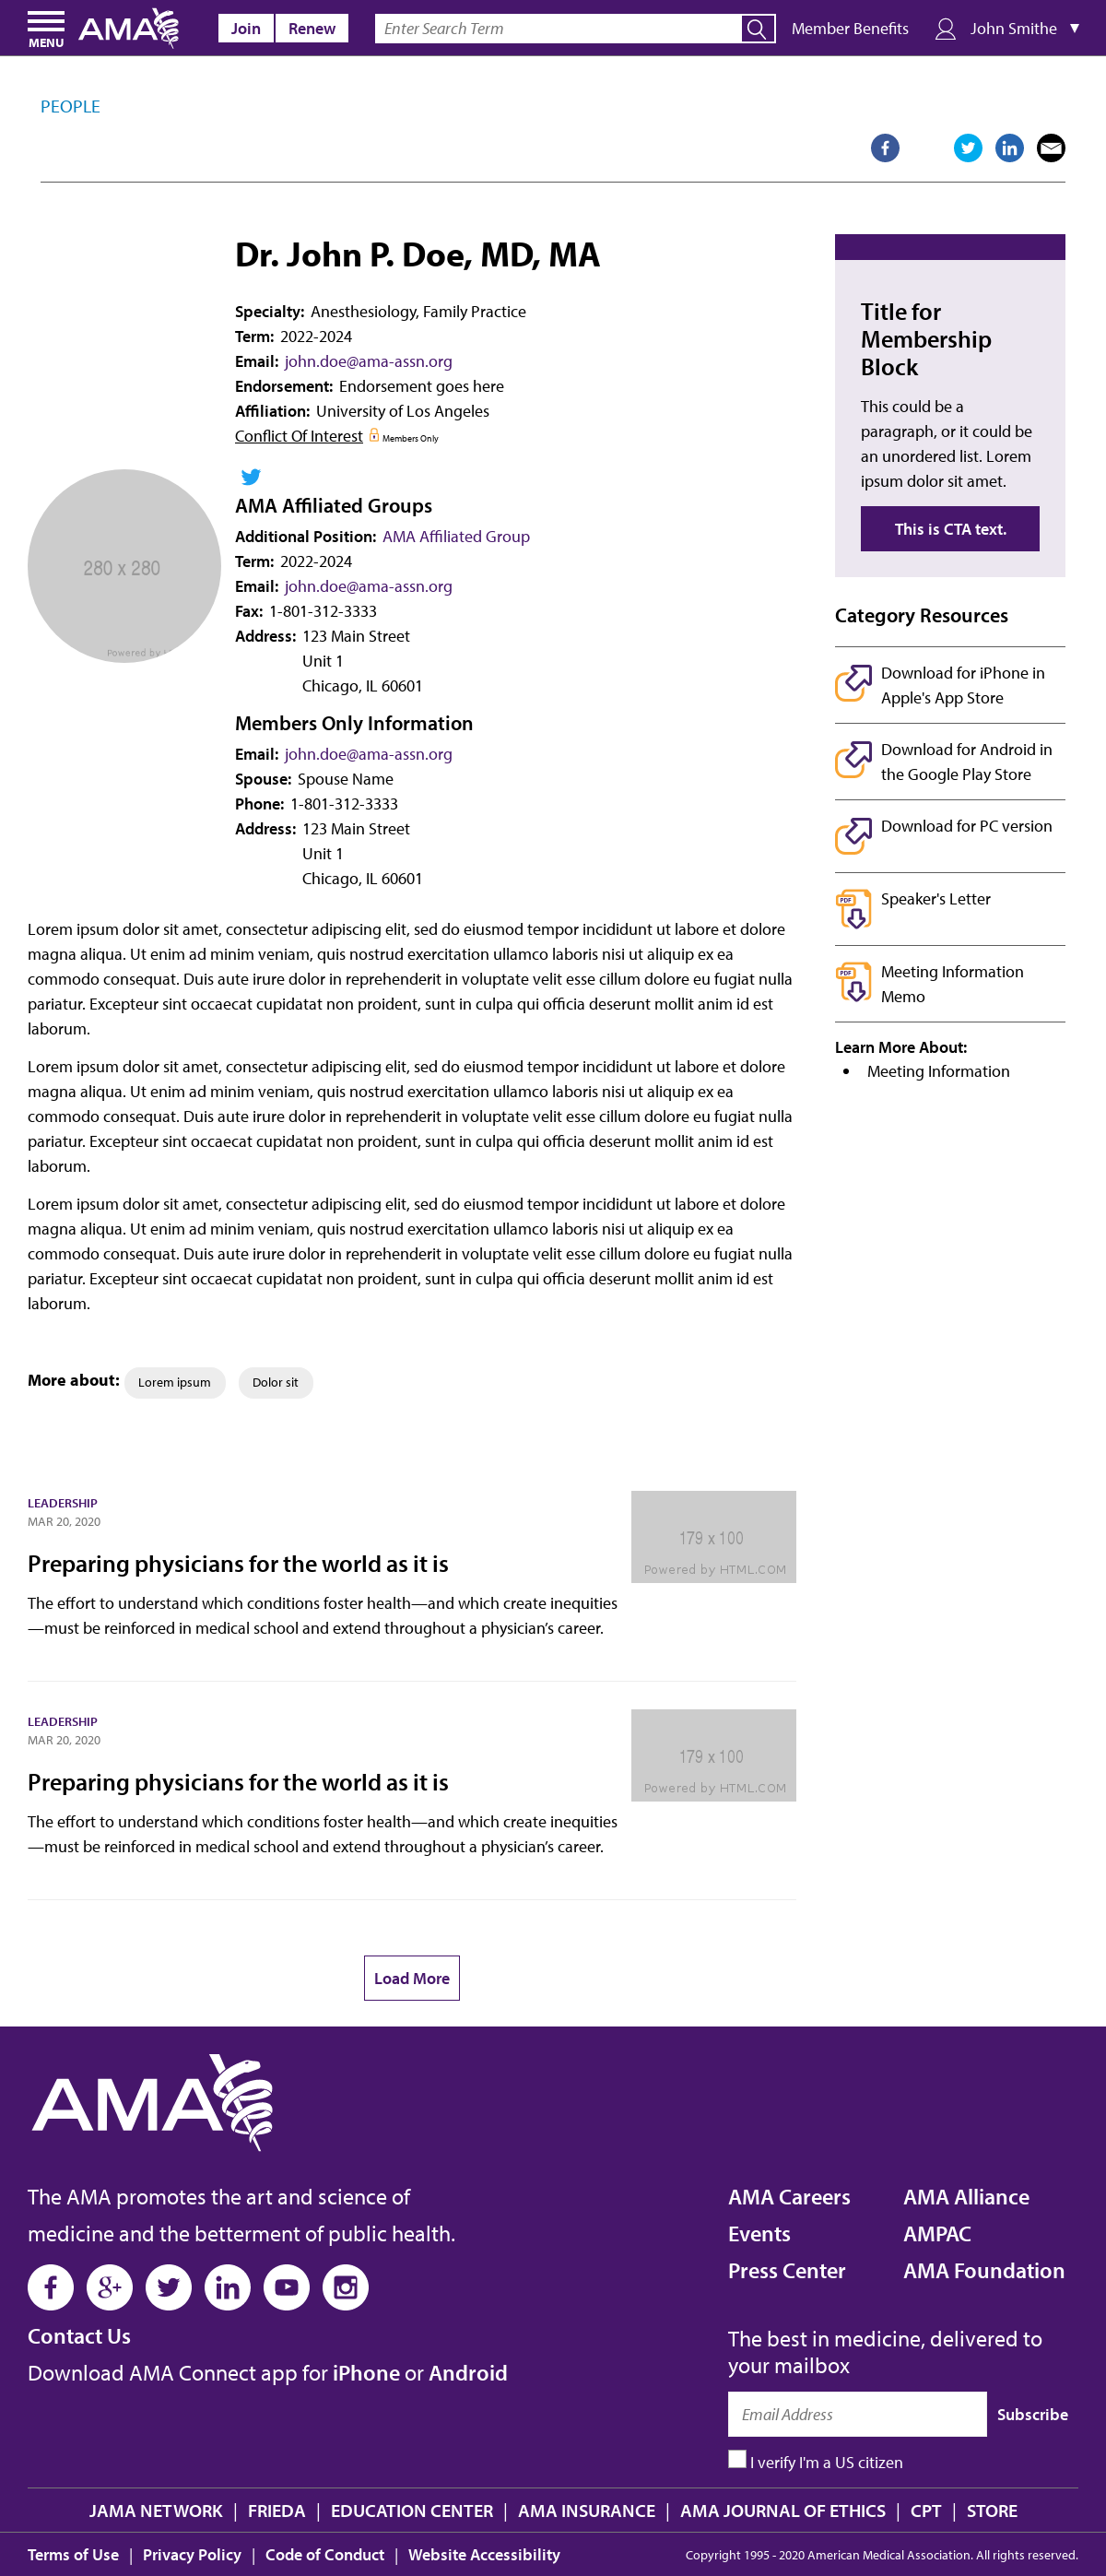 MENU
AMA
Join
Renew
Enter Search Term
Member Benefits
John Smithe
PEOPLE
Dr. John P. Doe, MD, MA
Specialty: Anesthesiology, Family Practice
Term: 2022-2024
Email: john.doe@ama-assn.org
Endorsement: Endorsement goes here
Affiliation: University of Los Angeles
Conflict Of Interest Members Only
280 x 280
AMA Affiliated Groups
Additional Position: AMA Affiliated Group
Term: 2022-2024
Email: john.doe@ama-assn.org
Fax: 1-801-312-3333
Address: 123 Main Street
Unit 1
Chicago, IL 60601
Powered by
Members Only Information
Email: john.doe@ama-assn.org
Spouse: Spouse Name
Phone: 1-801-312-3333
Address: 123 Main Street
Unit 1
Chicago, IL 60601
Lorem ipsum dolor sit amet, consectetur adipiscing elit, sed do eiusmod tempor incididunt ut labore et dolore
magna aliqua. Ut enim ad minim veniam, quis nostrud exercitation ullamco laboris nisi ut aliquip ex ea
commodo consequat. Duis aute irure dolor in reprehenderit in voluptate velit esse cillum dolore eu fugiat nulla
pariatur. Excepteur sint occaecat cupidatat non proident, sunt in culpa qui officia deserunt mollit anim id est
laborum.
Lorem ipsum dolor sit amet, consectetur adipiscing elit, sed do eiusmod tempor incididunt ut labore et dolore
magna aliqua. Ut enim ad minim veniam, quis nostrud exercitation ullamco laboris nisi ut aliquip ex ea
commodo consequat. Duis aute irure dolor in reprehenderit in voluptate velit esse cillum dolore eu fugiat nulla
pariatur. Excepteur sint occaecat cupidatat non proident, sunt in culpa qui officia deserunt mollit anim id est
laborum.
Lorem ipsum dolor sit amet, consectetur adipiscing elit, sed do eiusmod tempor incididunt ut labore et dolore
magna aliqua. Ut enim ad minim veniam, quis nostrud exercitation ullamco laboris nisi ut aliquip ex ea
commodo consequat. Duis aute irure dolor in reprehenderit in voluptate velit esse cillum dolore eu fugiat nulla
pariatur. Excepteur sint occaecat cupidatat non proident, sunt in culpa qui officia deserunt mollit anim id est
laborum.
More about: Lorem ipsum Dolor sit
Title for
Membership
Block
This could be a
paragraph, or it could be
an unordered list. Lorem
ipsum dolor sit amet.
This is CTA text.
Category Resources
Download for iPhone in
Apple's App Store
Download for Android in
the Google Play Store
Download for PC version
PDF
Speaker's Letter
PDF
Meeting Information
Memo
Learn More About:
• Meeting Information
LEADERSHIP
MAR 20, 2020
Preparing physicians for the world as it is
The effort to understand which conditions foster health—and which create inequities
—must be reinforced in medical school and extend throughout a physician’s career.
179 x 100
Powered by HTML.COM
LEADERSHIP
MAR 20, 2020
Preparing physicians for the world as it is
The effort to understand which conditions foster health—and which create inequities
—must be reinforced in medical school and extend throughout a physician’s career.
179 x 100
Powered by HTML.COM
Load More
AMA
The AMA promotes the art and science of
medicine and the betterment of public health.
Contact Us
Download AMA Connect app for iPhone or Android
AMA Careers
Events
Press Center
AMA Alliance
AMPAC
AMA Foundation
The best in medicine, delivered to
your mailbox
Email Address
Subscribe
I verify I'm a US citizen
JAMA NETWORK | FRIEDA | EDUCATION CENTER | AMA INSURANCE | AMA JOURNAL OF ETHICS | CPT | STORE
Terms of Use | Privacy Policy | Code of Conduct | Website Accessibility
Copyright 1995 - 2020 American Medical Association. All rights reserved.